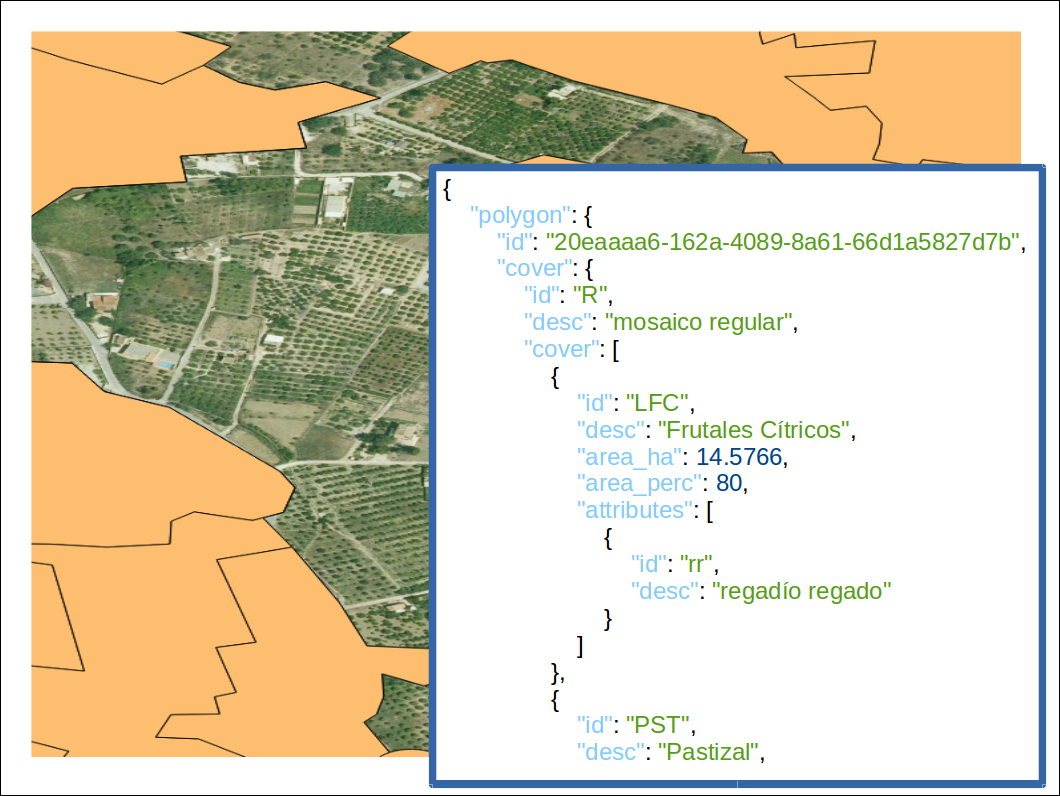 {
"polygon": {
"id": "20eaaaa6-162a-4089-8a61-66d1a5827d7b",
"cover": {
"id": "R",
"desc": "mosaico regular",
"cover": [
{
"id": "LFC",
"desc": "Frutales Cítricos",
"area_ha": 14.5766,
"area_perc": 80,
"attributes": [
{
"id": "rr",
"desc": "regadío regado"
}
]
},
{
"id": "PST",
"desc": "Pastizal",